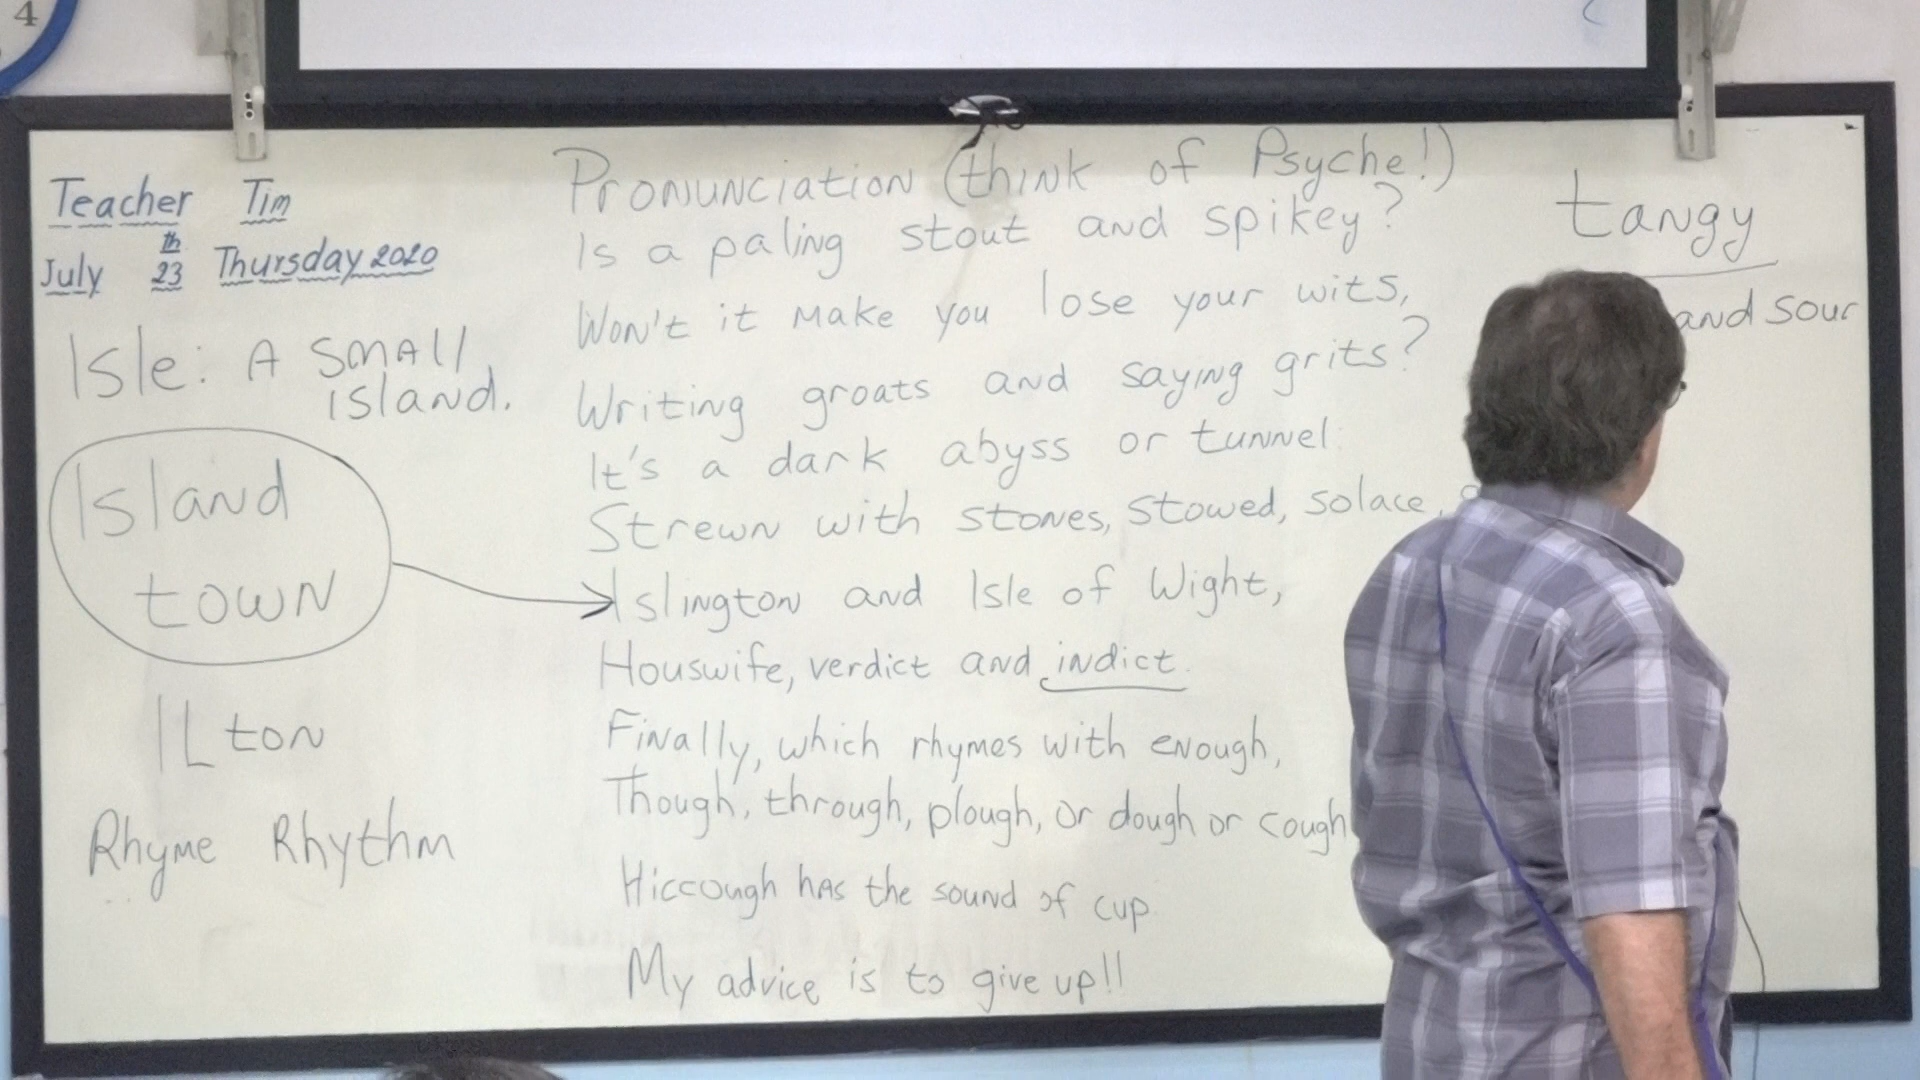 4
Teacher Tim
July 23th Thursday 2020
Isle: A small
island.
Island
town
IL ton
Rhyme Rhythm
Pronunciation (think of Psyche!)
Is a paling stout and spikey?
Won't it make you lose your wits,
Writing groats and saying grits?
It's a dark abyss or tunnel:
Strewn with stones, stowed, solace,
Islington and Isle of Wight,
Houswife, verdict and indict.
Finally, which rhymes with enough,
Though, through, plough, or dough or cough
Hiccough has the sound of cup
My advice is to give up!!
tangy
and sour